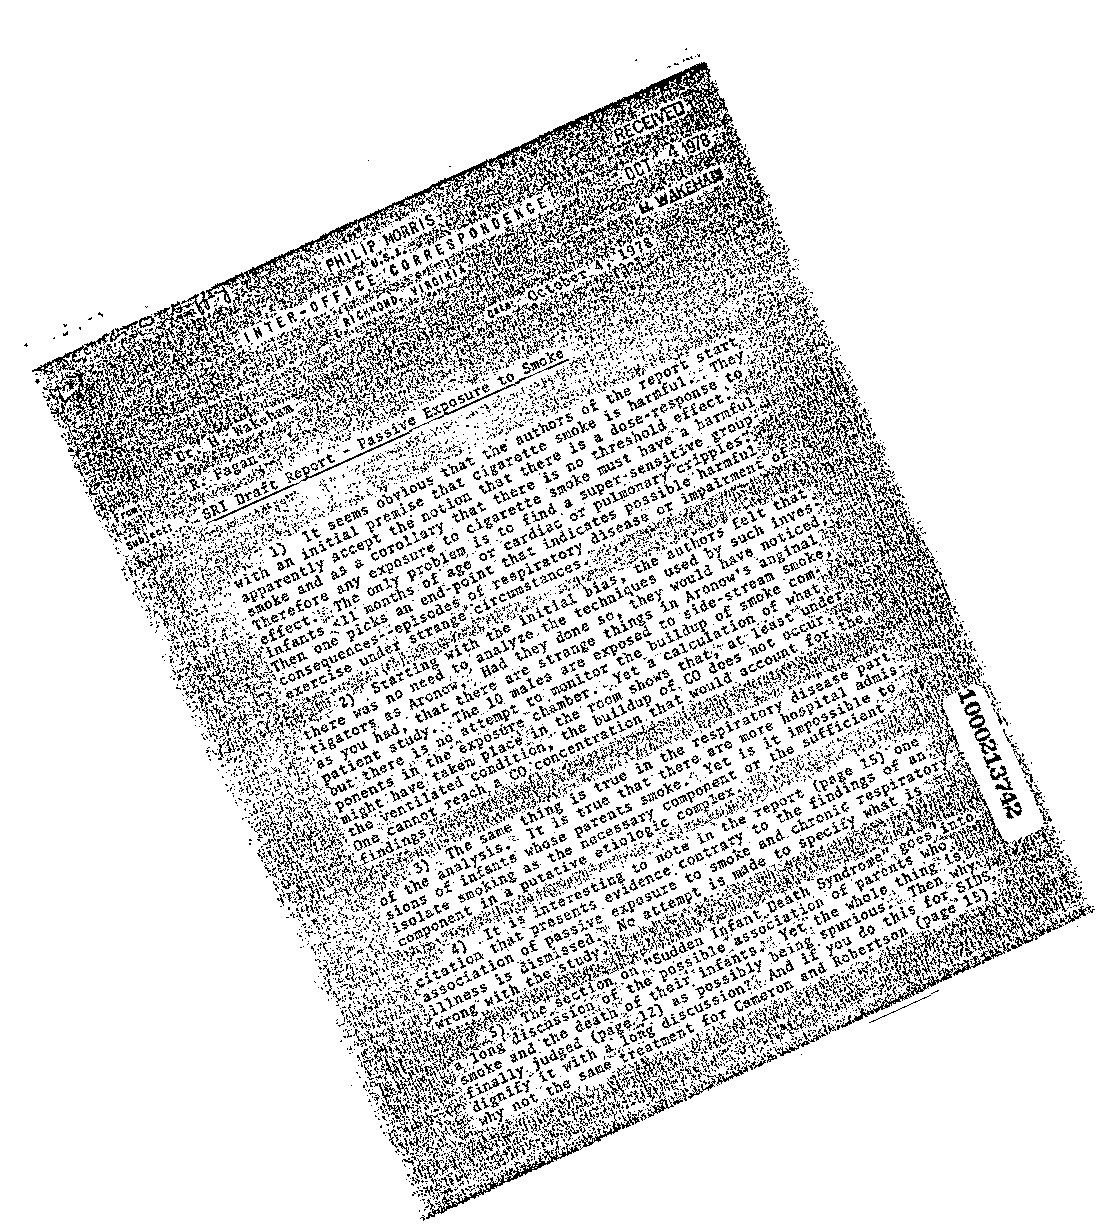 RECEIVED
OCT 4 1978
H. WAKEHAM
PHILIP MORRIS
U.S.A.
INTER-OFFICE CORRESPONDENCE
RICHMOND, VIRGINIA
October 4, 1978
Dr. H. Wakeham
R. Fagan
Subject:
SRI Draft Report - Passive Exposure to Smoke
1) It seems obvious that the authors of the report start
with an initial premise that cigarette smoke is harmful. They
apparently accept the notion that there is a dose-response to
smoke and as a corollary that there is no threshold effect.
Therefore any exposure to cigarette smoke must have a harmful
effect. The only problem is to find a super-sensitive group -
infants <11 months of age or cardiac or pulmonary cripples.
Then one picks an end-point that indicates possible harmful
consequences--episodes of respiratory disease or impairment of
exercise under strange circumstances.
2) Starting with the initial bias, the authors felt that
there was no need to analyze the techniques used by such inves-
tigators as Aronow. Had they done so, they would have noticed,
as you had, that there are strange things in Aronow's anginal
patient study. The 10 males are exposed to side-stream smoke,
but there is no attempt to monitor the buildup of smoke com-
ponents in the exposure chamber. Yet a calculation of what
might have taken place in the room shows that, at least under
the ventilated condition, the buildup of CO does not occur.
One cannot reach a CO concentration that would account for the
findings.
3) The same thing is true in the respiratory disease part
of the analysis. It is true that there are more hospital admis-
sions of infants whose parents smoke. Yet is it impossible to
isolate smoking as the necessary component or the sufficient
component in a putative etiologic complex.
4) It is interesting to note in the report (page 15) one
citation that presents evidence contrary to the findings of an
association of passive exposure to smoke and chronic respiratory
illness is dismissed. No attempt is made to specify what is
wrong with the study.
5) The section on "Sudden Infant Death Syndrome" goes into
a long discussion of the possible association of parents who
smoke and the death of their infants. Yet the whole thing is
finally judged (page 12) as possibly being spurious. Then why
dignify it with a long discussion? And if you do this for SIDS,
why not the same treatment for Cameron and Robertson (page 15).
1000213742